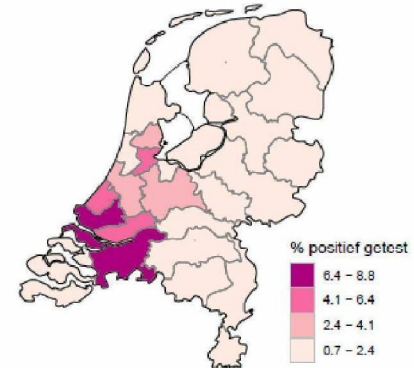 % positief getest
6.4 – 8.8
4.1 – 6.4
2.4 – 4.1
0.7 – 2.4